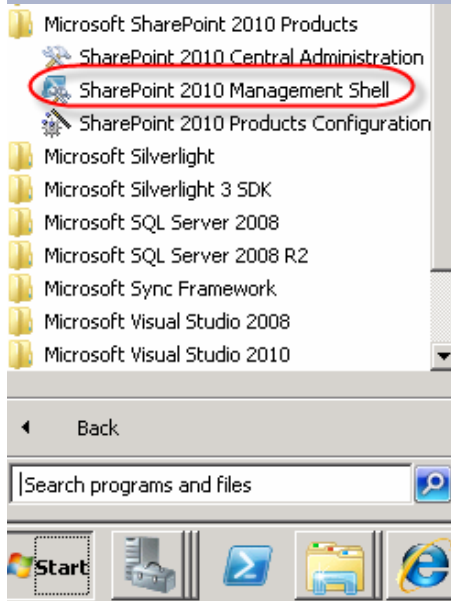 Microsoft SharePoint 2010 Products
SharePoint 2010 Central Administration
SharePoint 2010 Management Shell
SharePoint 2010 Products Configuration
Microsoft Silverlight
Microsoft Silverlight 3 SDK
Microsoft SQL Server 2008
Microsoft SQL Server 2008 R2
Microsoft Sync Framework
Microsoft Visual Studio 2008
Microsoft Visual Studio 2010
Back
Search programs and files
Start